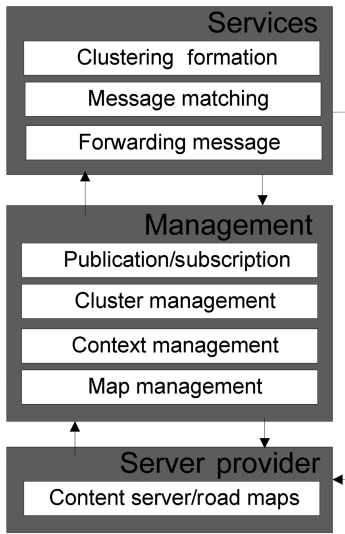 Services
Clustering formation
Message matching
Forwarding message
Management
Publication/subscription
Cluster management
Context management
Map management
Server provider
Content server/road maps